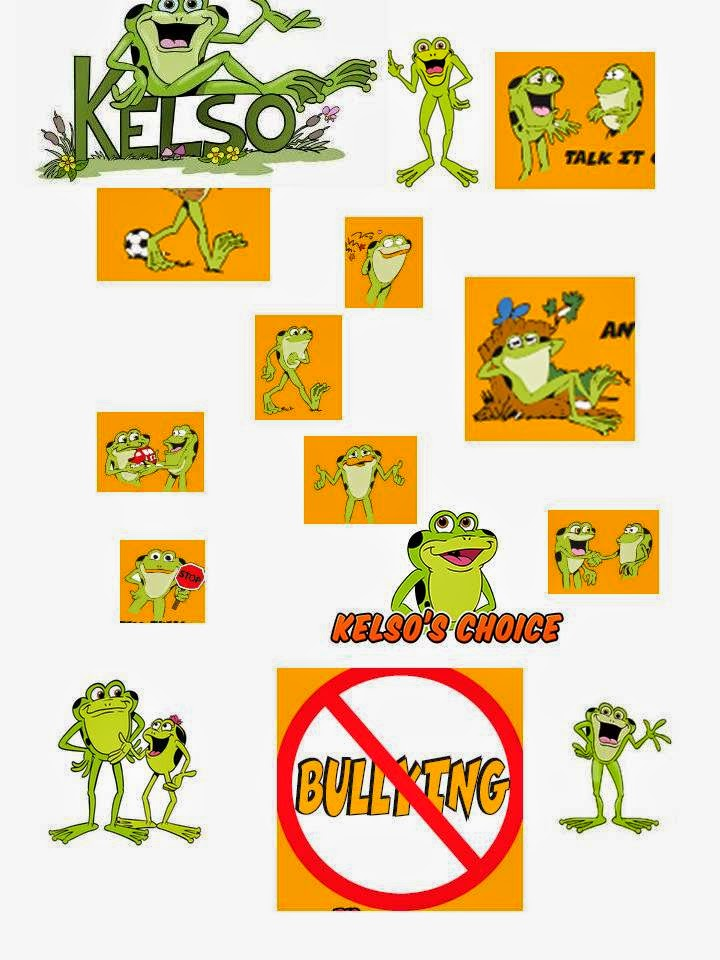 KELSO
TALK IT
AN
STOP
KELSO'S CHOICE
BULLYING